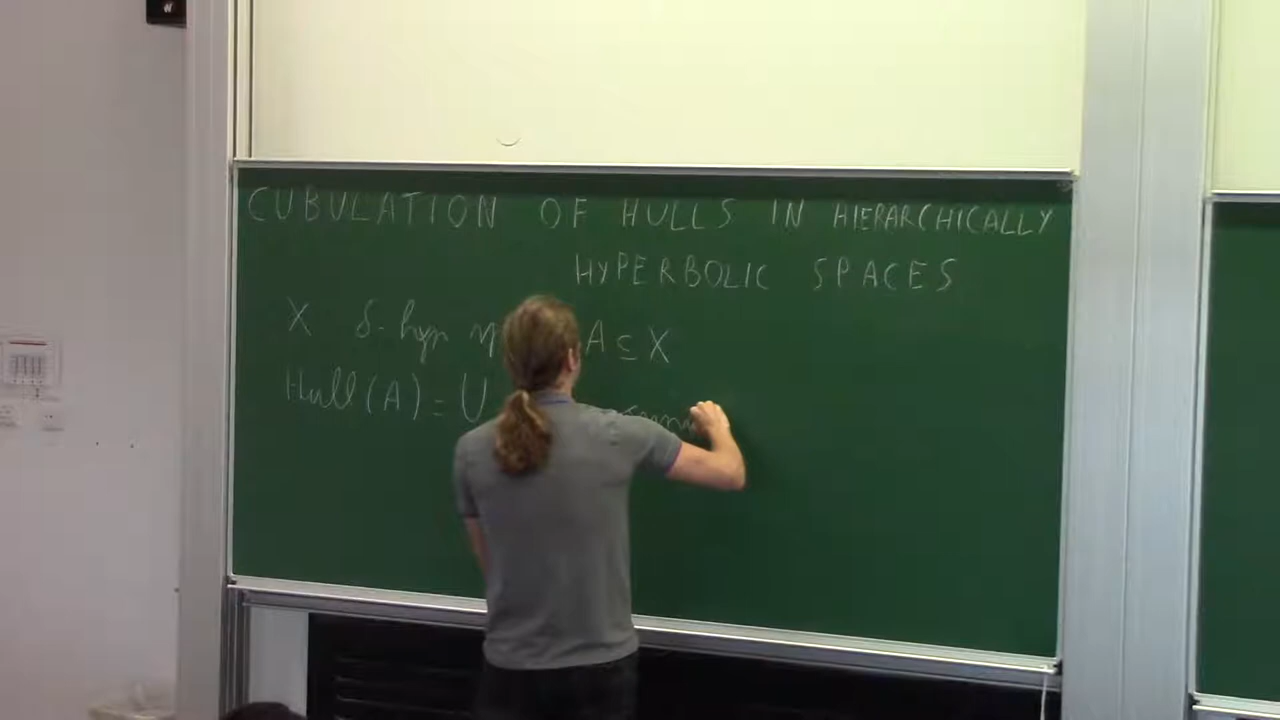 CUBULATION OF HULLS IN HIERARCHICALLY
HYPERBOLIC SPACES
X δ-hyp A ⊆ X
Hull(A) = U